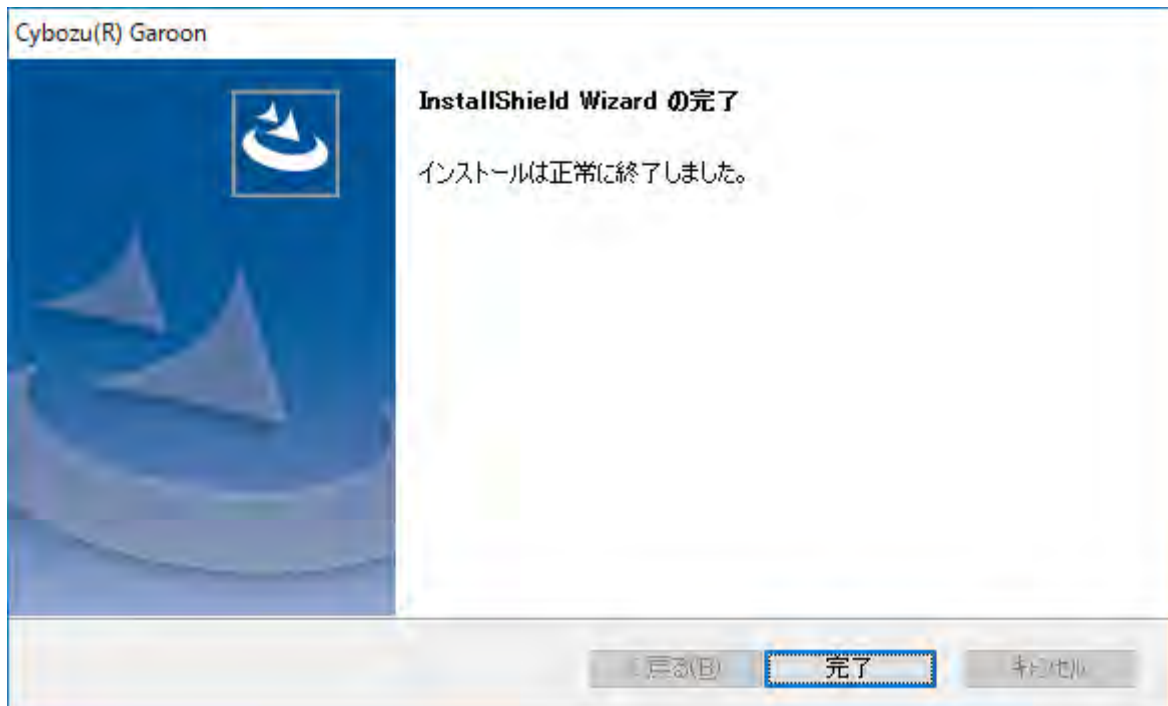 Cybozu(R) Garoon
InstallShield Wizard の完了
インストールは正常に終了しました。
< 戻る(B)
完了
キャンセル